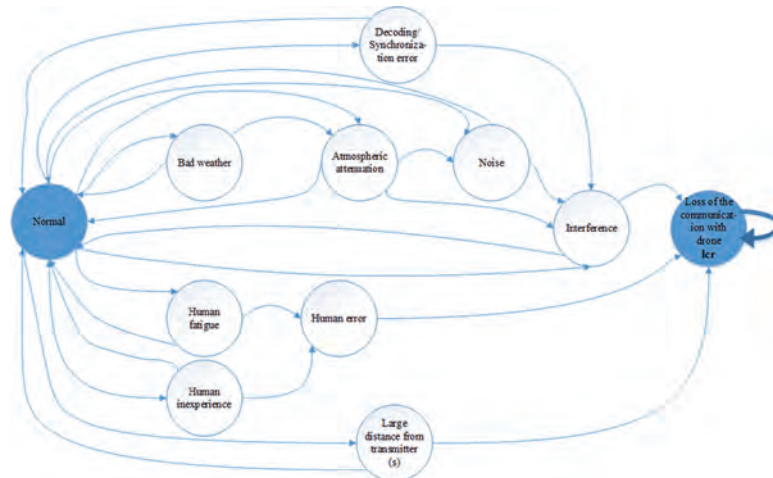 Decoding/
Synchroniza-
tion error
Bad weather
Atmospheric
attenuation
Noise
Normal
Interference
Loss of the
communicat-
ion with
drone
lcr
Human
fatigue
Human error
Human
inexperience
Large
distance from
transmitter
(s)